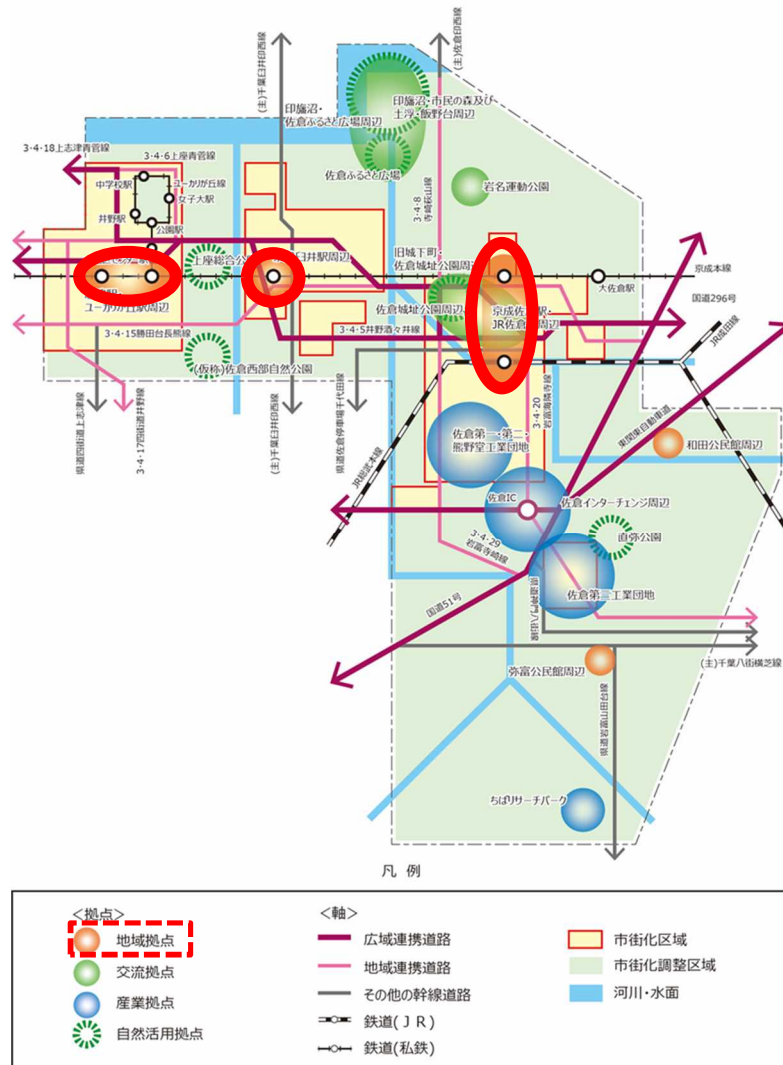 (主)千葉臼井印西線
(主)佐倉印西線
印旛沼・
佐倉ふるさと広場周辺
印旛沼・市民の森及び
土浮・飯野台周辺
3・4・18上志津青菅線
3・4・6上座青菅線
中学校駅
ユーカリが丘線
女子大駅
井野駅
公園駅
佐倉ふるさと広場
3・4・8
寺崎萩山線
岩名運動公園
上座総合公
臼井駅周辺
旧城下町・
佐倉城址公園周辺
京成本線
大佐倉駅
ユーカリが丘駅周辺
佐倉城址公園周辺
京成佐倉駅・
JR佐倉駅周辺
国道296号
3・4・15勝田台長熊線
3・4・5井野酒々井線
JR成田線
(仮称)佐倉西部自然公園
県道四街道上志津線
3・4・17四街道井野線
(主)千葉臼井印西線
県道佐倉停車場千代田線
3・4・20
岩富海隣寺線
JR総武本線
佐倉第一・第二・
熊野堂工業団地
東関東自動車道
和田公民館周辺
佐倉IC
佐倉インターチェンジ周辺
直弥公園
3・4・29
岩富寺崎線
国道51号
佐倉第三工業団地
弥富公民館周辺
(主)千葉八街横芝線
県道岩富山田台線
ちばリサーチパーク
凡 例
<拠点>
地域拠点
交流拠点
産業拠点
自然活用拠点
<軸>
広域連携道路
地域連携道路
その他の幹線道路
鉄道(JR)
鉄道(私鉄)
市街化区域
市街化調整区域
河川・水面